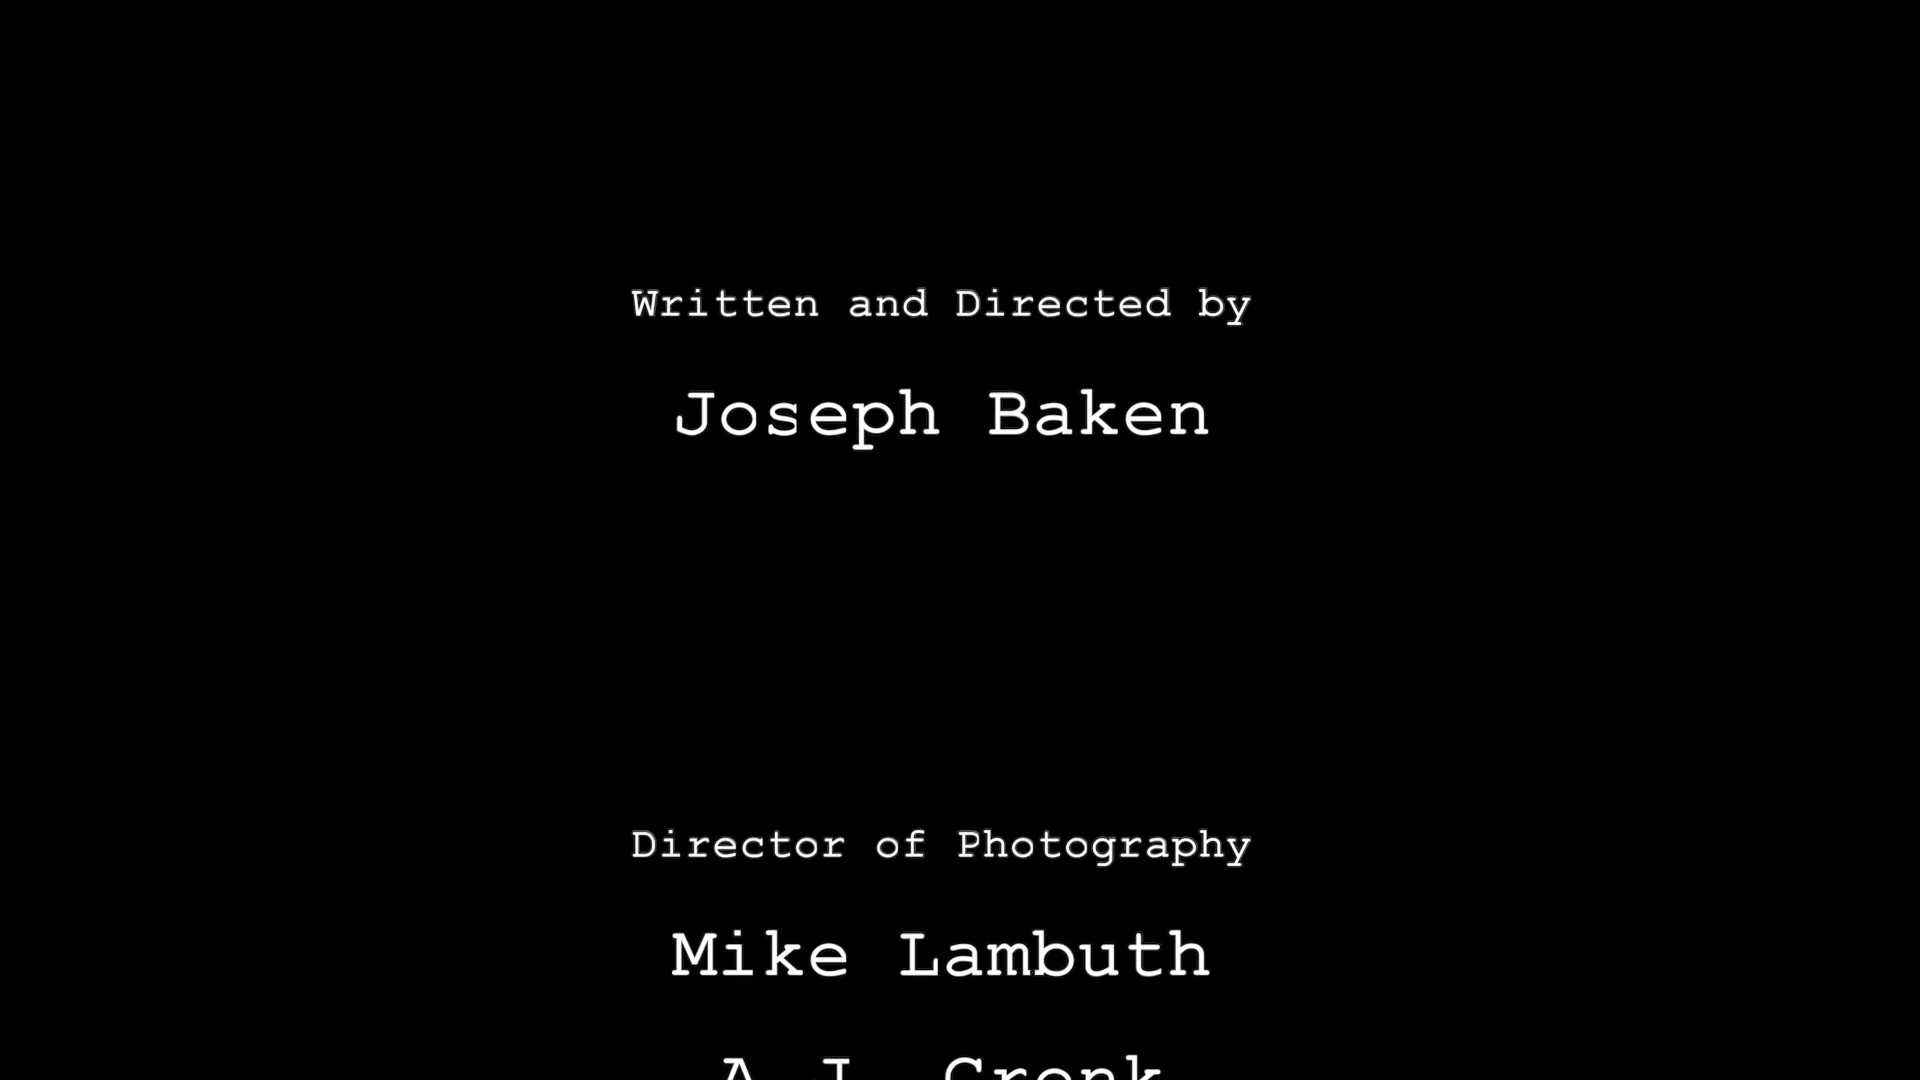 Written and Directed by
Joseph Baken
Director of Photography
Mike Lambuth